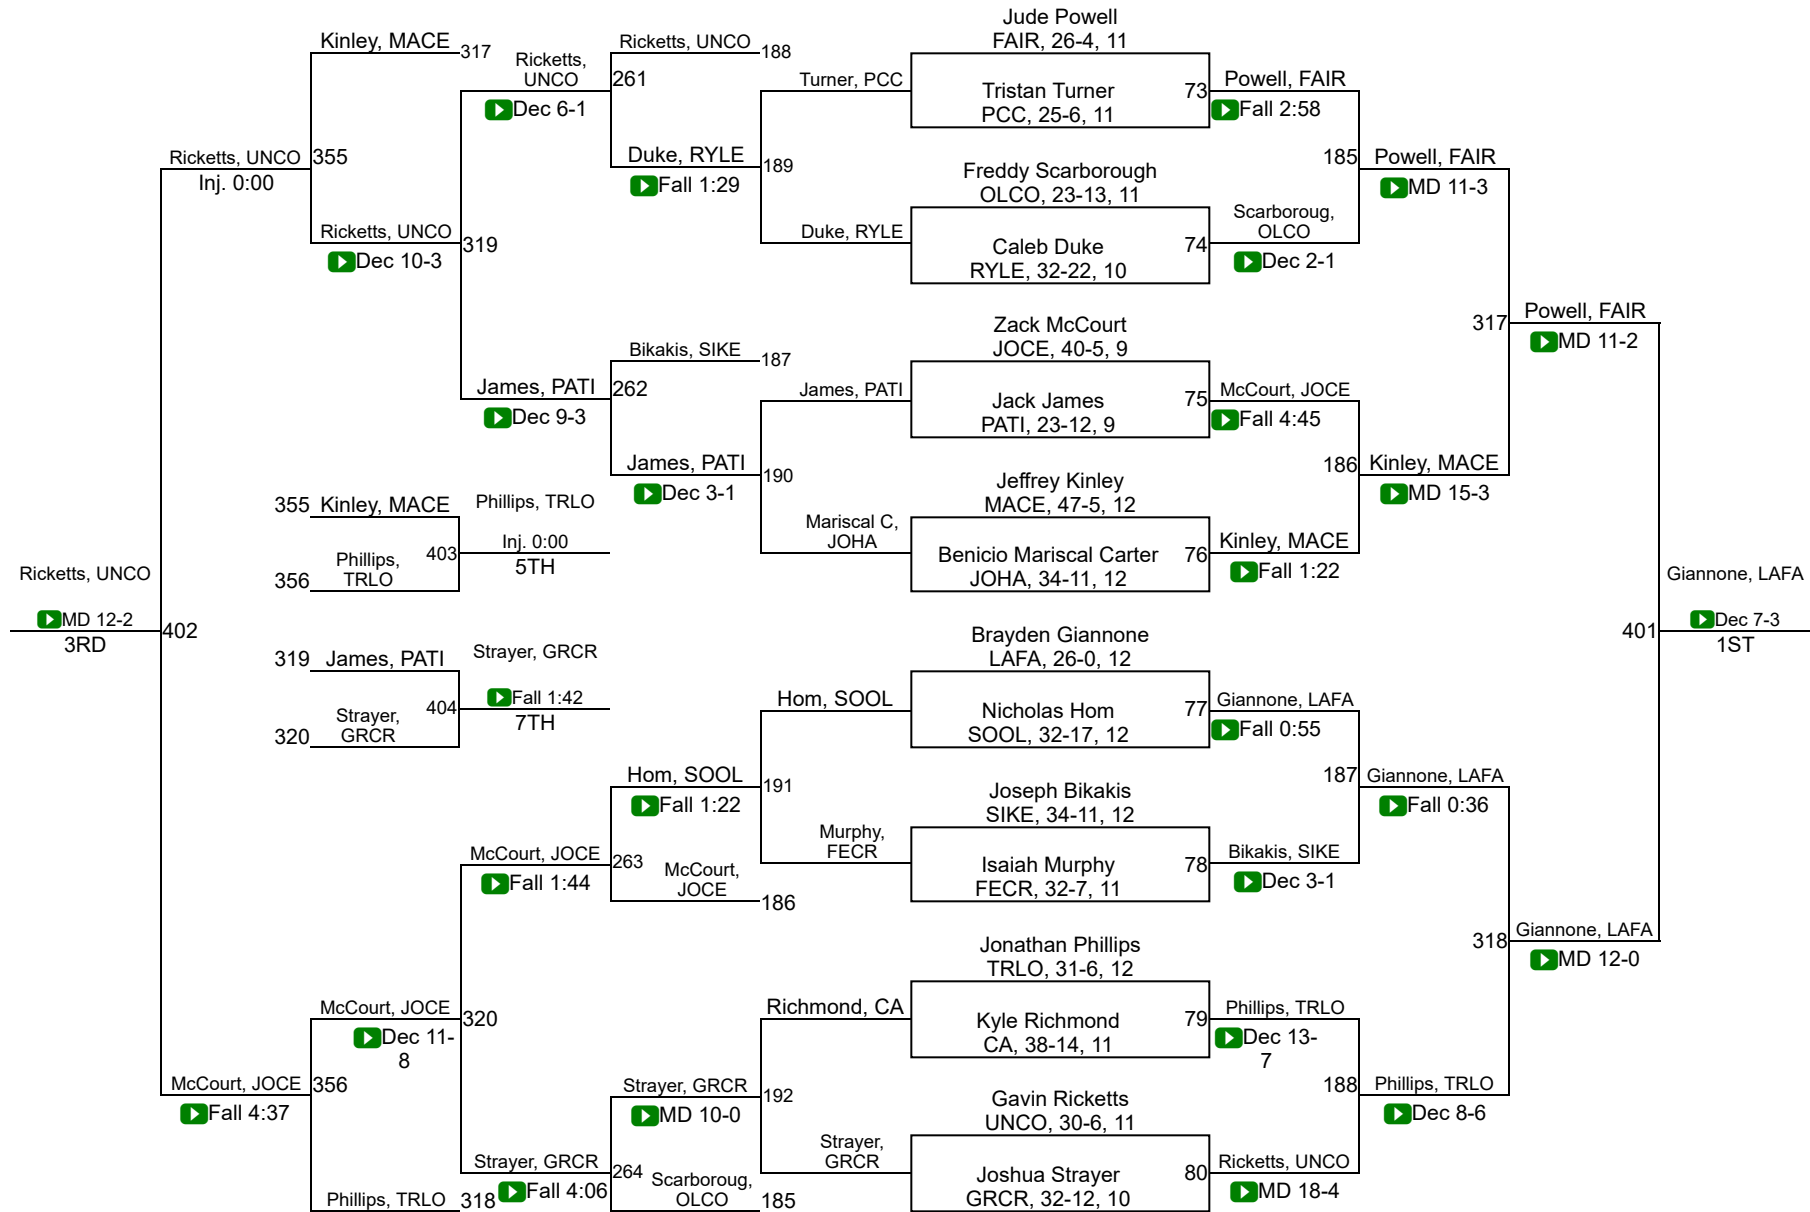 Jude Powell
FAIR, 26-4, 11
Kinley, MACE
317
Ricketts,
UNCO
Dec 6-1
261
Ricketts, UNCO
188
Turner, PCC
Tristan Turner
PCC, 25-6, 11
73
Powell, FAIR
Fall 2:58
Ricketts, UNCO
Inj. 0:00
355
Duke, RYLE
Fall 1:29
189
Freddy Scarborough
OLCO, 23-13, 11
185
Powell, FAIR
MD 11-3
Ricketts, UNCO
Dec 10-3
319
Duke, RYLE
Caleb Duke
RYLE, 32-22, 10
74
Scarboroug,
OLCO
Dec 2-1
Zack McCourt
JOCE, 40-5, 9
317
Powell, FAIR
MD 11-2
Bikakis, SIKE
187
James, PATI
Dec 9-3
262
James, PATI
Jack James
PATI, 23-12, 9
75
McCourt, JOCE
Fall 4:45
James, PATI
Dec 3-1
190
Jeffrey Kinley
MACE, 47-5, 12
186
Kinley, MACE
MD 15-3
355
Kinley, MACE
Phillips, TRLO
Mariscal C,
JOHA
Benicio Mariscal Carter
JOHA, 34-11, 12
76
Kinley, MACE
Fall 1:22
356
Phillips,
TRLO
403
Inj. 0:00
5TH
Ricketts, UNCO
MD 12-2
3RD
402
Giannone, LAFA
401
Dec 7-3
1ST
319
James, PATI
Strayer, GRCR
Brayden Giannone
LAFA, 26-0, 12
320
Strayer,
GRCR
404
Fall 1:42
7TH
Hom, SOOL
Nicholas Hom
SOOL, 32-17, 12
77
Giannone, LAFA
Fall 0:55
Hom, SOOL
Fall 1:22
191
Joseph Bikakis
SIKE, 34-11, 12
187
Giannone, LAFA
Fall 0:36
McCourt, JOCE
Fall 1:44
263
McCourt,
JOCE
186
Murphy,
FECR
Isaiah Murphy
FECR, 32-7, 11
78
Bikakis, SIKE
Dec 3-1
Jonathan Phillips
TRLO, 31-6, 12
318
Giannone, LAFA
MD 12-0
McCourt, JOCE
Dec 11-
8
320
Richmond, CA
Kyle Richmond
CA, 38-14, 11
79
Phillips, TRLO
Dec 13-
7
McCourt, JOCE
Fall 4:37
356
Strayer, GRCR
MD 10-0
192
Gavin Ricketts
UNCO, 30-6, 11
188
Phillips, TRLO
Dec 8-6
Strayer, GRCR
Fall 4:06
264
Scarboroug,
OLCO
185
Strayer,
GRCR
Joshua Strayer
GRCR, 32-12, 10
80
Ricketts, UNCO
MD 18-4
Phillips, TRLO
318